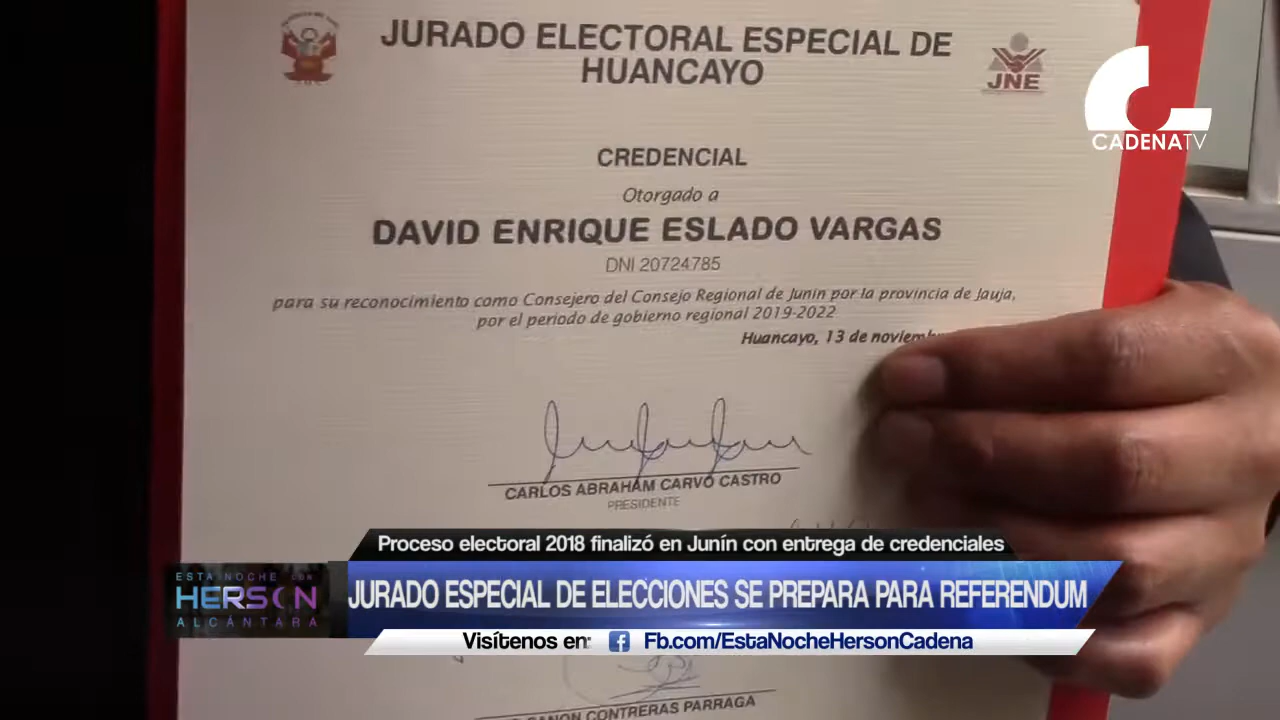 JURADO ELECTORAL ESPECIAL DE
HUANCAYO
JNE
CADENATV
CREDENCIAL
Otorgado a
DAVID ENRIQUE ESLADO VARGAS
DNI 20724785
para su reconocimiento como Consejero del Consejo Regional de Junín por la provincia de Jauja,
por el periodo de gobierno regional 2019-2022
Huancayo, 13 de
CARLOS ABRAHAM CARVO CASTRO
PRESIDENTE
Proceso electoral 2018 finalizó en Junín con entrega de credenciales
ESTA NOCHE CON
HERSON
ALCÁNTARA
JURADO ESPECIAL DE ELECCIONES SE PREPARA PARA REFERENDUM
Visítenos en: Fb.com/EstaNocheHersonCadena
CONTRERAS PARRAGA